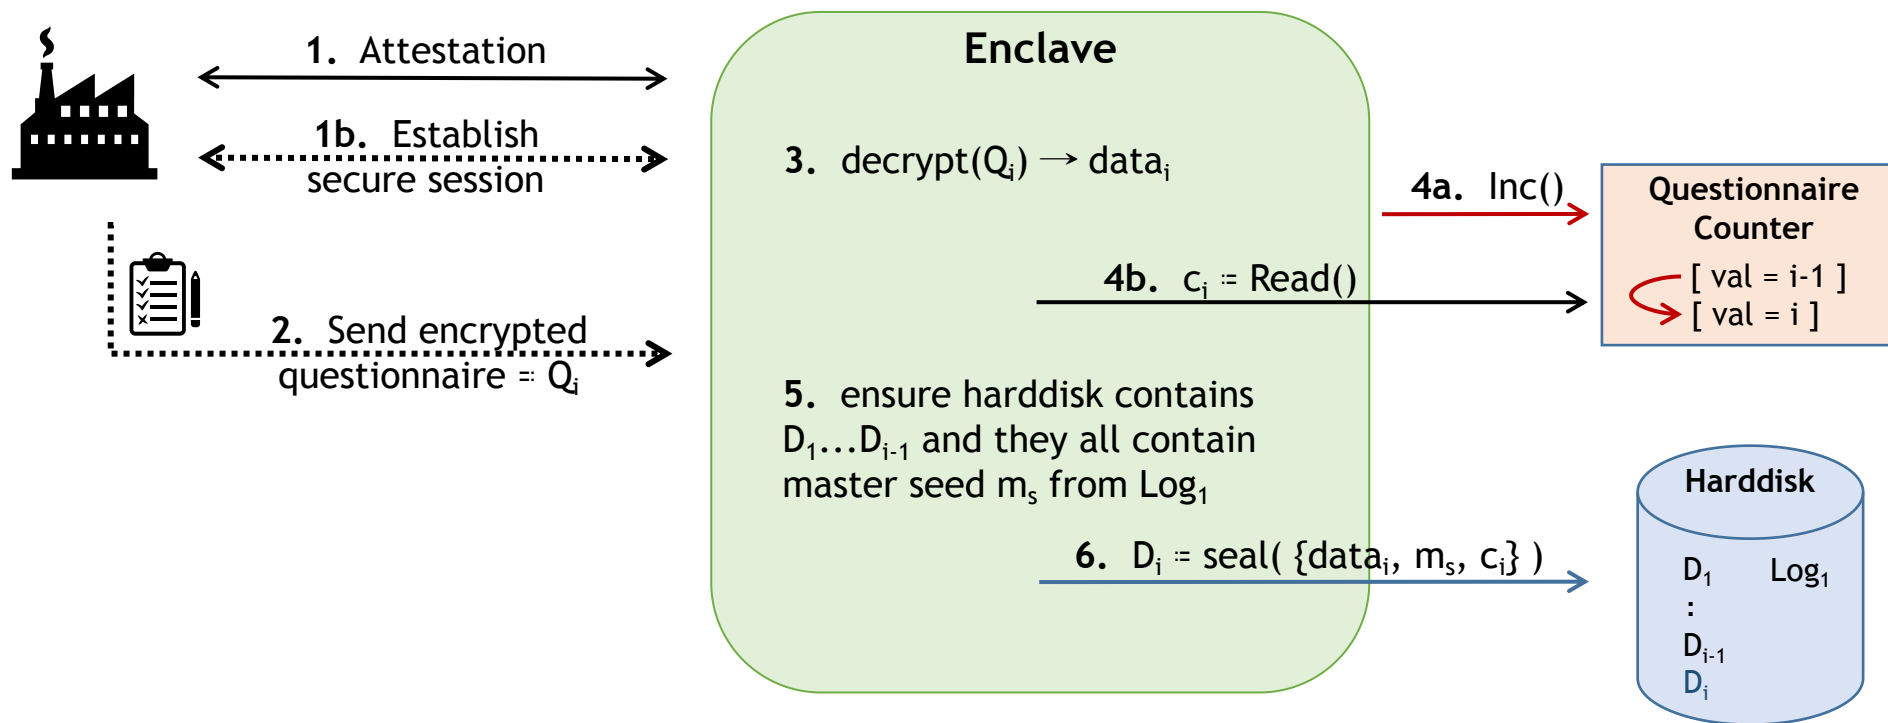 Enclave
1. Attestation
1b. Establish
secure session
2. Send encrypted
questionnaire = Qᵢ
3. decrypt(Qᵢ) → dataᵢ
4a. Inc()
4b. cᵢ = Read()
Questionnaire
Counter
[ val = i-1 ]
[ val = i ]
5. ensure harddisk contains
D₁...Dᵢ₋₁ and they all contain
master seed mₛ from Log₁
6. Dᵢ = seal( {dataᵢ, mₛ, cᵢ} )
Harddisk
D₁ Log₁
:
Dᵢ₋₁
Dᵢ